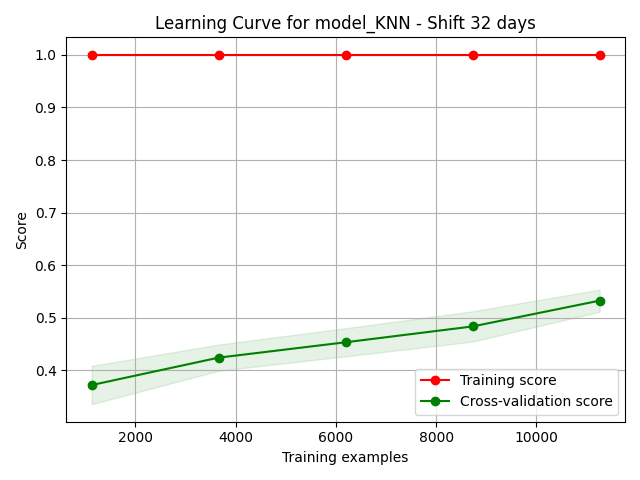 Learning Curve for model_KNN - Shift 32 days
1.0
0.9
0.8
0.7
0.6
0.5
0.4
Score
2000 4000 6000 8000 10000
Training examples
Training score
Cross-validation score